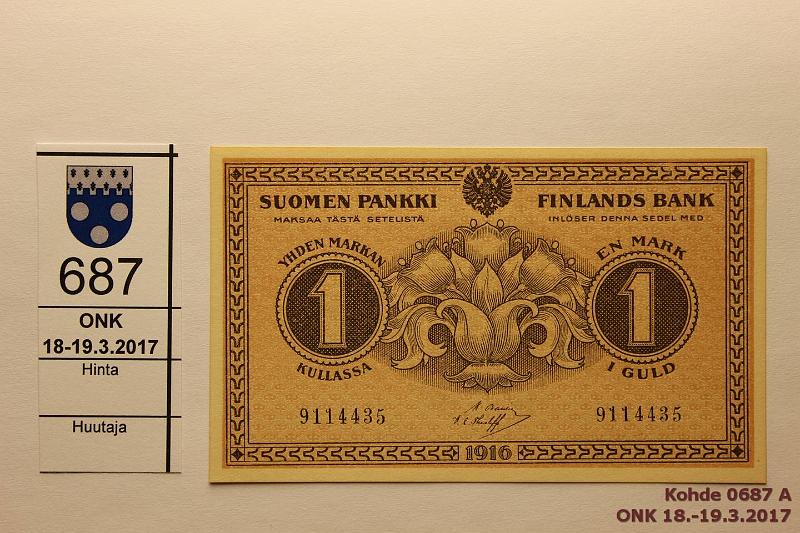 687
ONK
18-19.3.2017
Hinta
Huutaja
SUOMEN PANKKI
MAKSAA TÄSTÄ SETELISTÄ
FINLANDS BANK
INLÖSER DENNA SEDEL MED
YHDEN MARKAN
1
KULLASSA
EN MARK
1
I GULD
9114435
9114435
1916
Kohde 0687 A
ONK 18.-19.3.2017